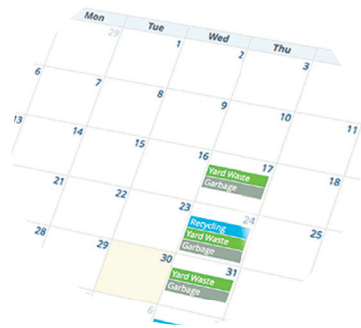 Mon Tue Wed Thu
29 1 2 3
6 7 8 9 10 11
13 14 15 16 17 18
Yard Waste
Garbage
21 22 23 24 25
Recycling
Yard Waste
Garbage
28 29 30 31
Yard Waste
Garbage
6